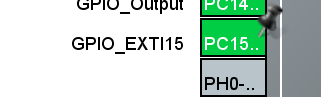 GPIO_Output PC14..
GPIO_EXTI15 PC15..
PH0-..